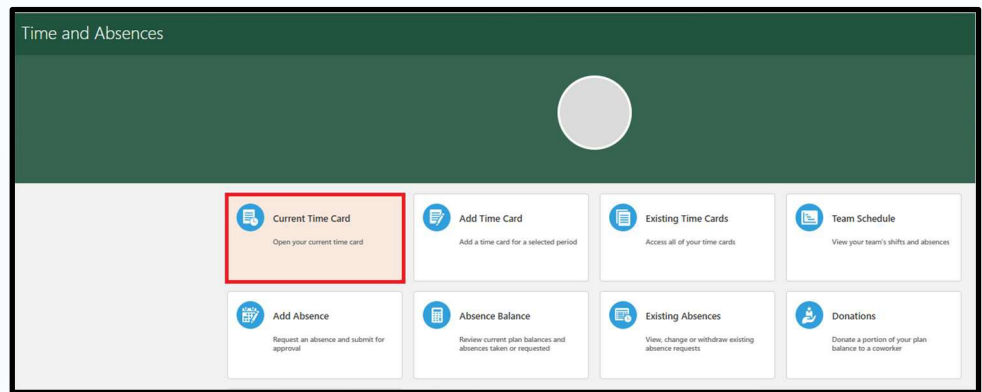 Time and Absences
Current Time Card
Open your current time card
Add Time Card
Add a time card for a selected period
Existing Time Cards
Access all of your time cards
Team Schedule
View your team's shifts and absences
Add Absence
Request an absence and submit for
approval
Absence Balance
Review current plan balances and
absences taken or requested
Existing Absences
View, change or withdraw existing
absence requests
Donations
Donate a portion of your plan
balance to a coworker